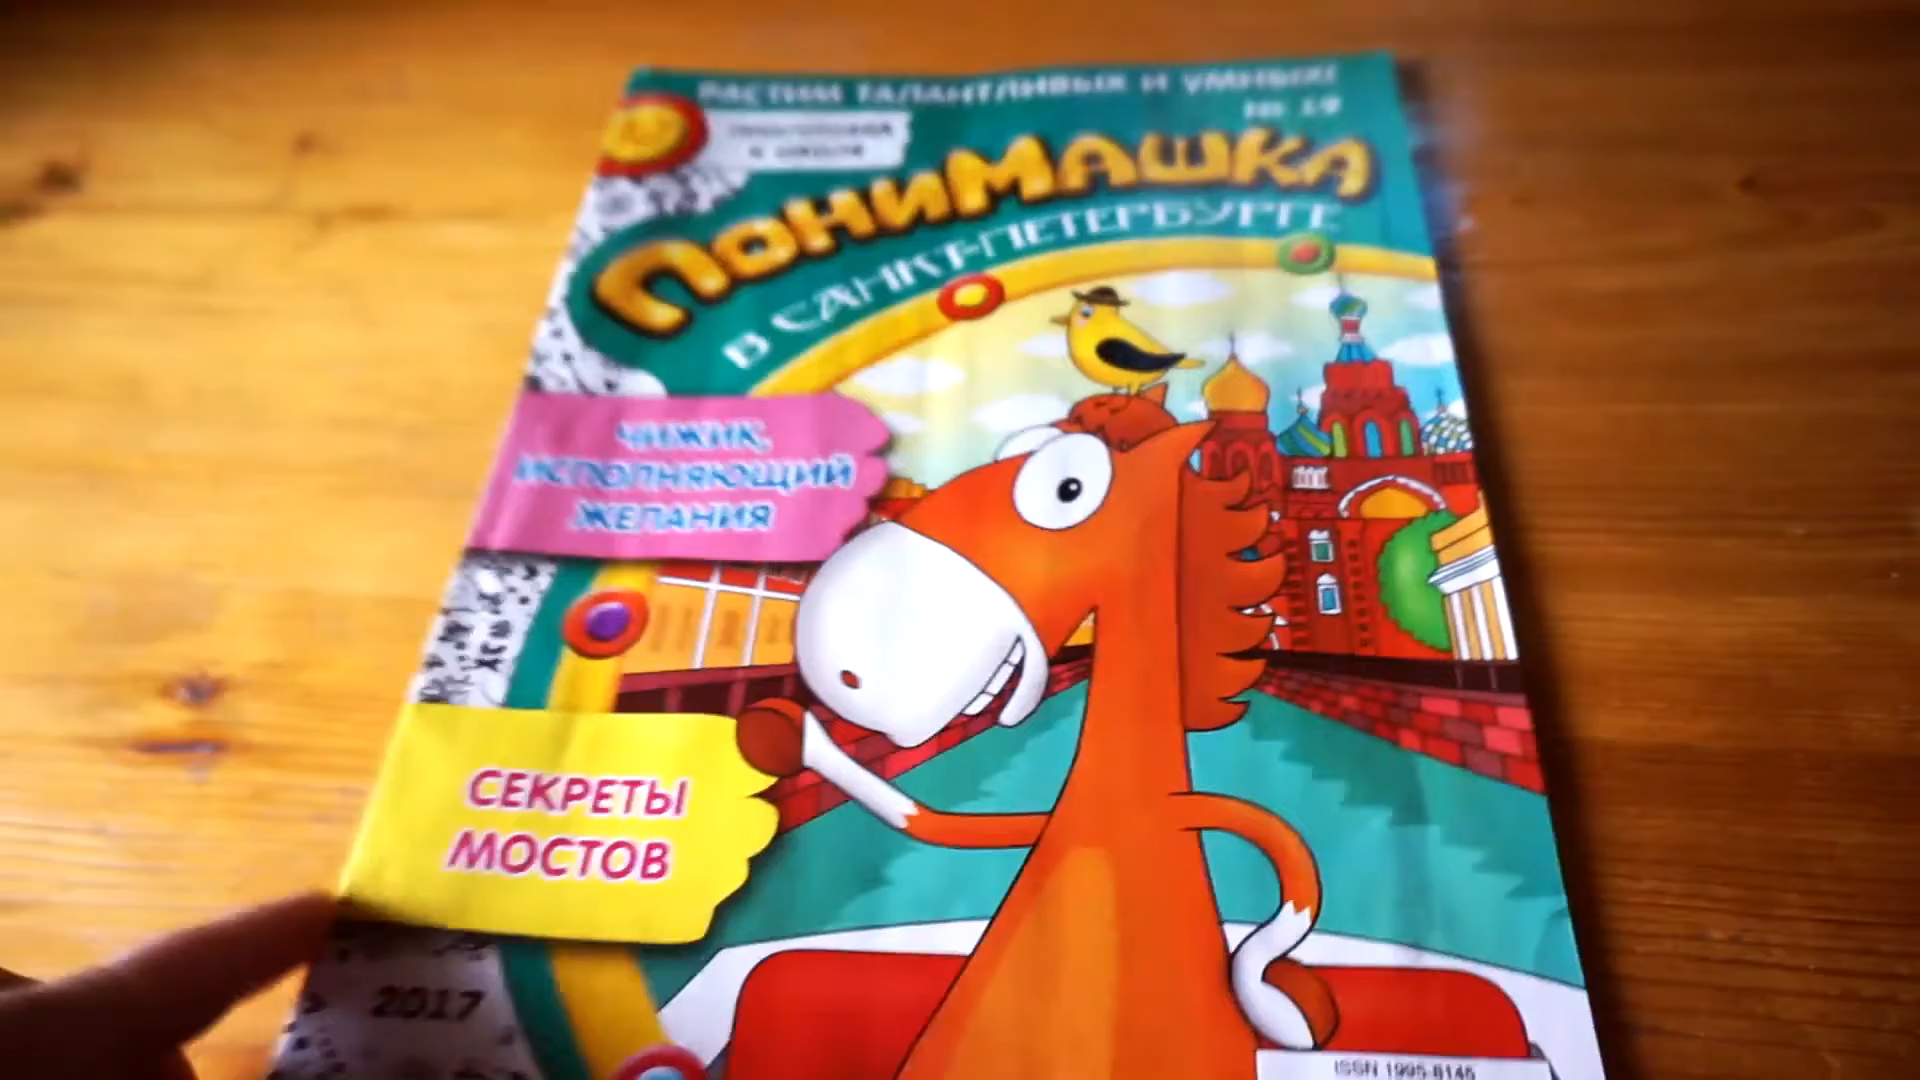 РАСТИМ ТАЛАНТЛИВЫХ И УМНЫХ!
№ 19
ПОДГОТОВКА
К ШКОЛЕ
ПОНИМАШКА
В САНКТ-ПЕТЕРБУРГЕ
ЧИЖИК,
ИСПОЛНЯЮЩИЙ
ЖЕЛАНИЯ
СЕКРЕТЫ
МОСТОВ
2017
ISSN 1995-8145